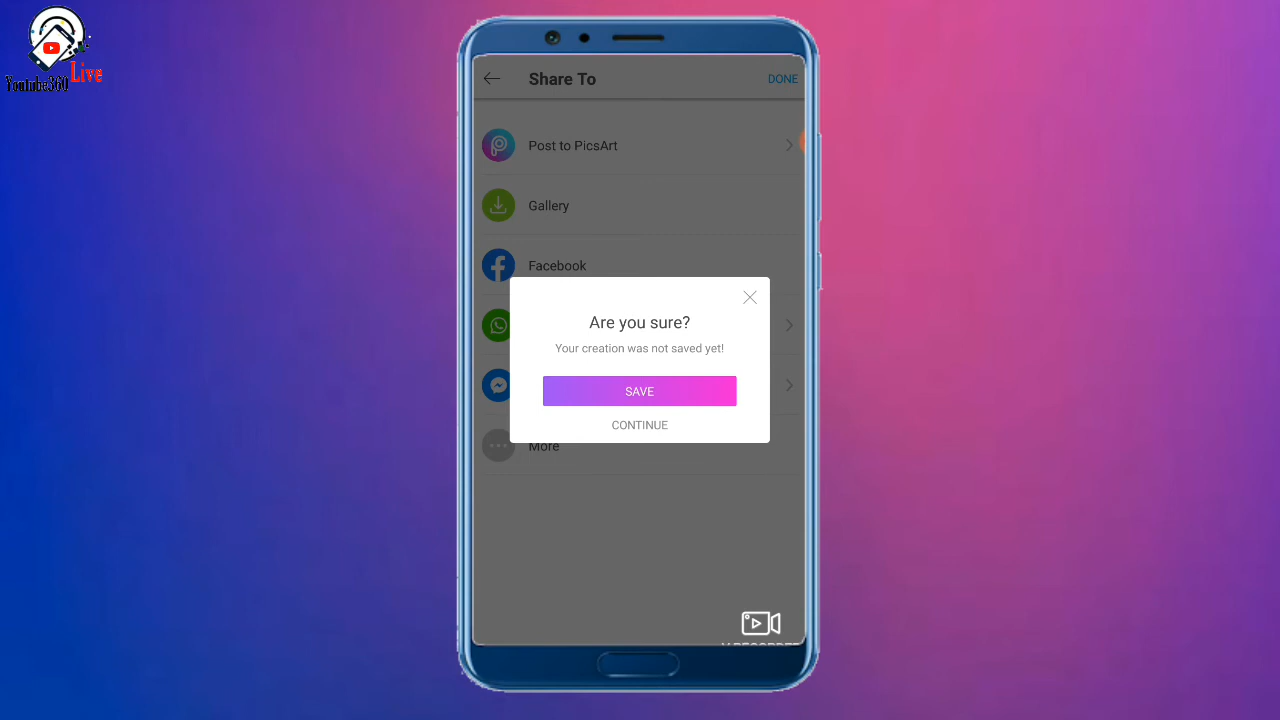 Youtube360
Live
Share To
DONE
Post to PicsArt
Gallery
Facebook
Are you sure?
Your creation was not saved yet!
SAVE
CONTINUE
More